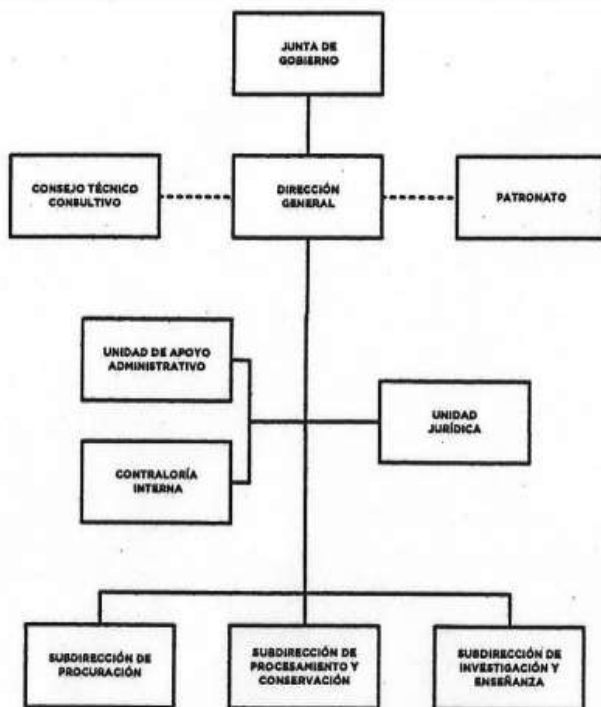 JUNTA DE
GOBIERNO
CONSEJO TÉCNICO
CONSULTIVO
DIRECCIÓN
GENERAL
PATRONATO
UNIDAD DE APOYO
ADMINISTRATIVO
UNIDAD
JURÍDICA
CONTRALORÍA
INTERNA
SUBDIRECCIÓN DE
PROCURACIÓN
SUBDIRECCIÓN DE
PROCESAMIENTO Y
CONSERVACIÓN
SUBDIRECCIÓN DE
INVESTIGACIÓN Y
ENSEÑANZA